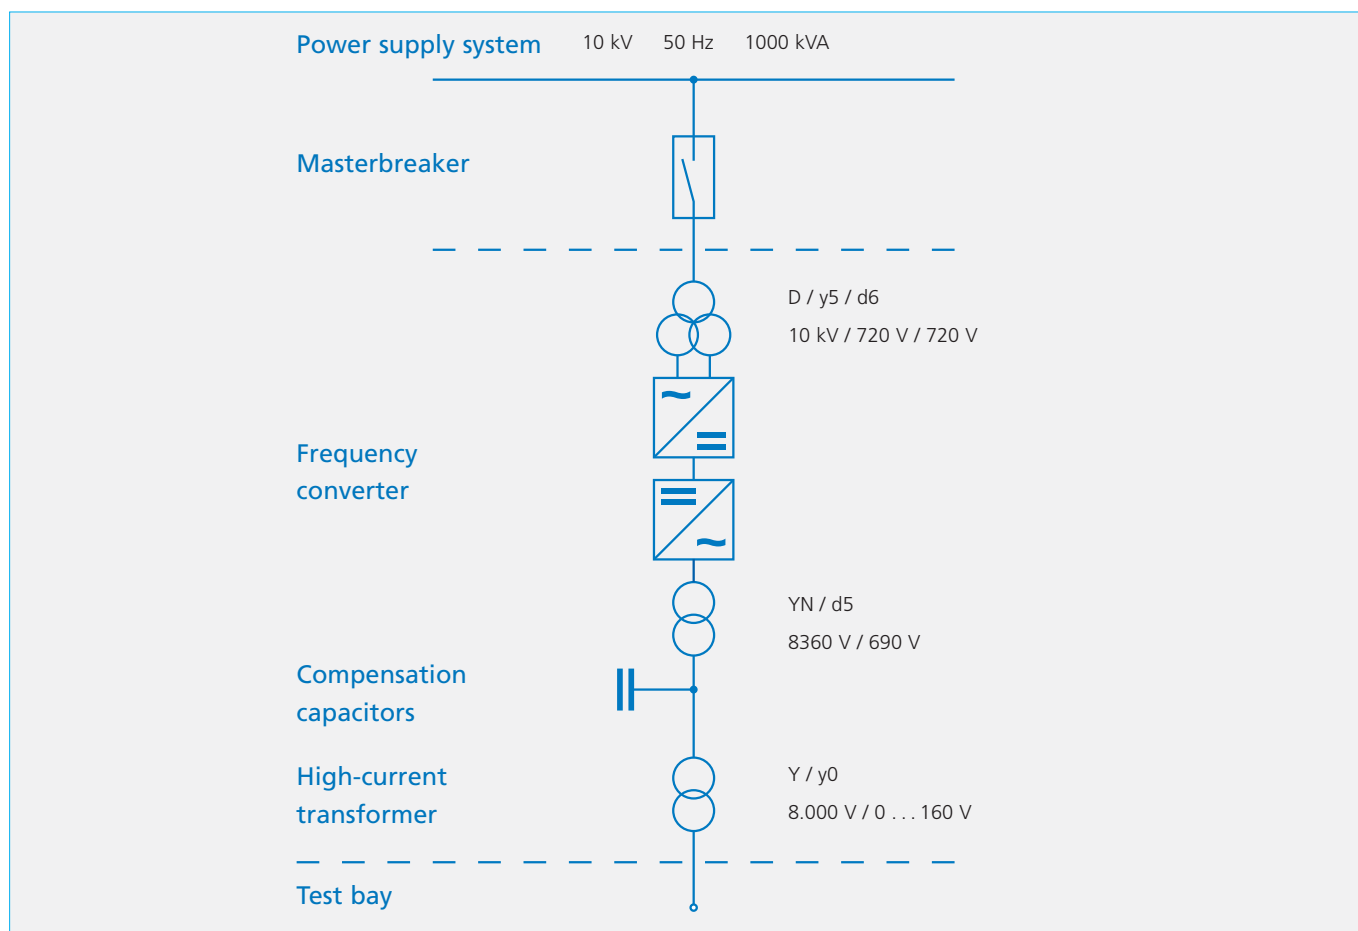 Power supply system 10 kV 50 Hz 1000 kVA
Masterbreaker
D / y5 / d6
10 kV / 720 V / 720 V
Frequency
converter
YN / d5
8360 V / 690 V
Compensation
capacitors
High-current
transformer
Y / y0
8.000 V / 0 . . . 160 V
Test bay